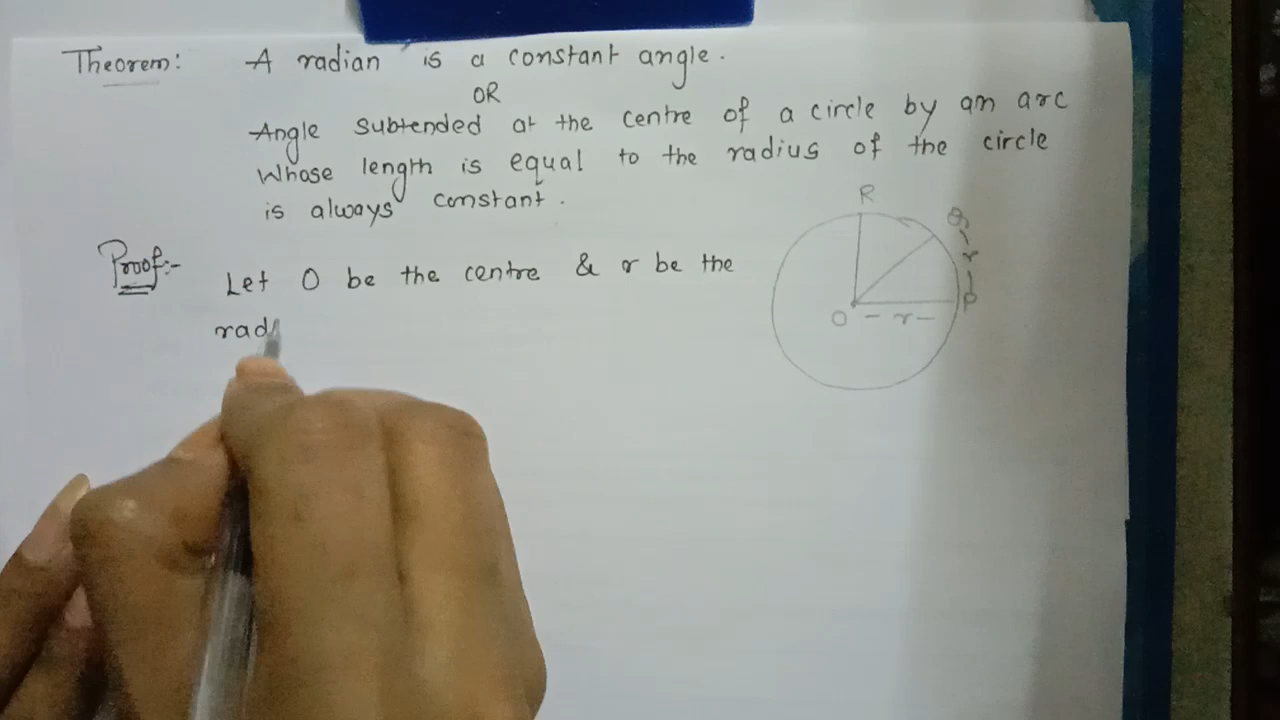 Theorem: A radian is a constant angle.
OR
Angle subtended at the centre of a circle by an arc
whose length is equal to the radius of the circle
is always constant.
Proof:- Let O be the centre & r be the
rad
R
Q
- r -
P
O - r -